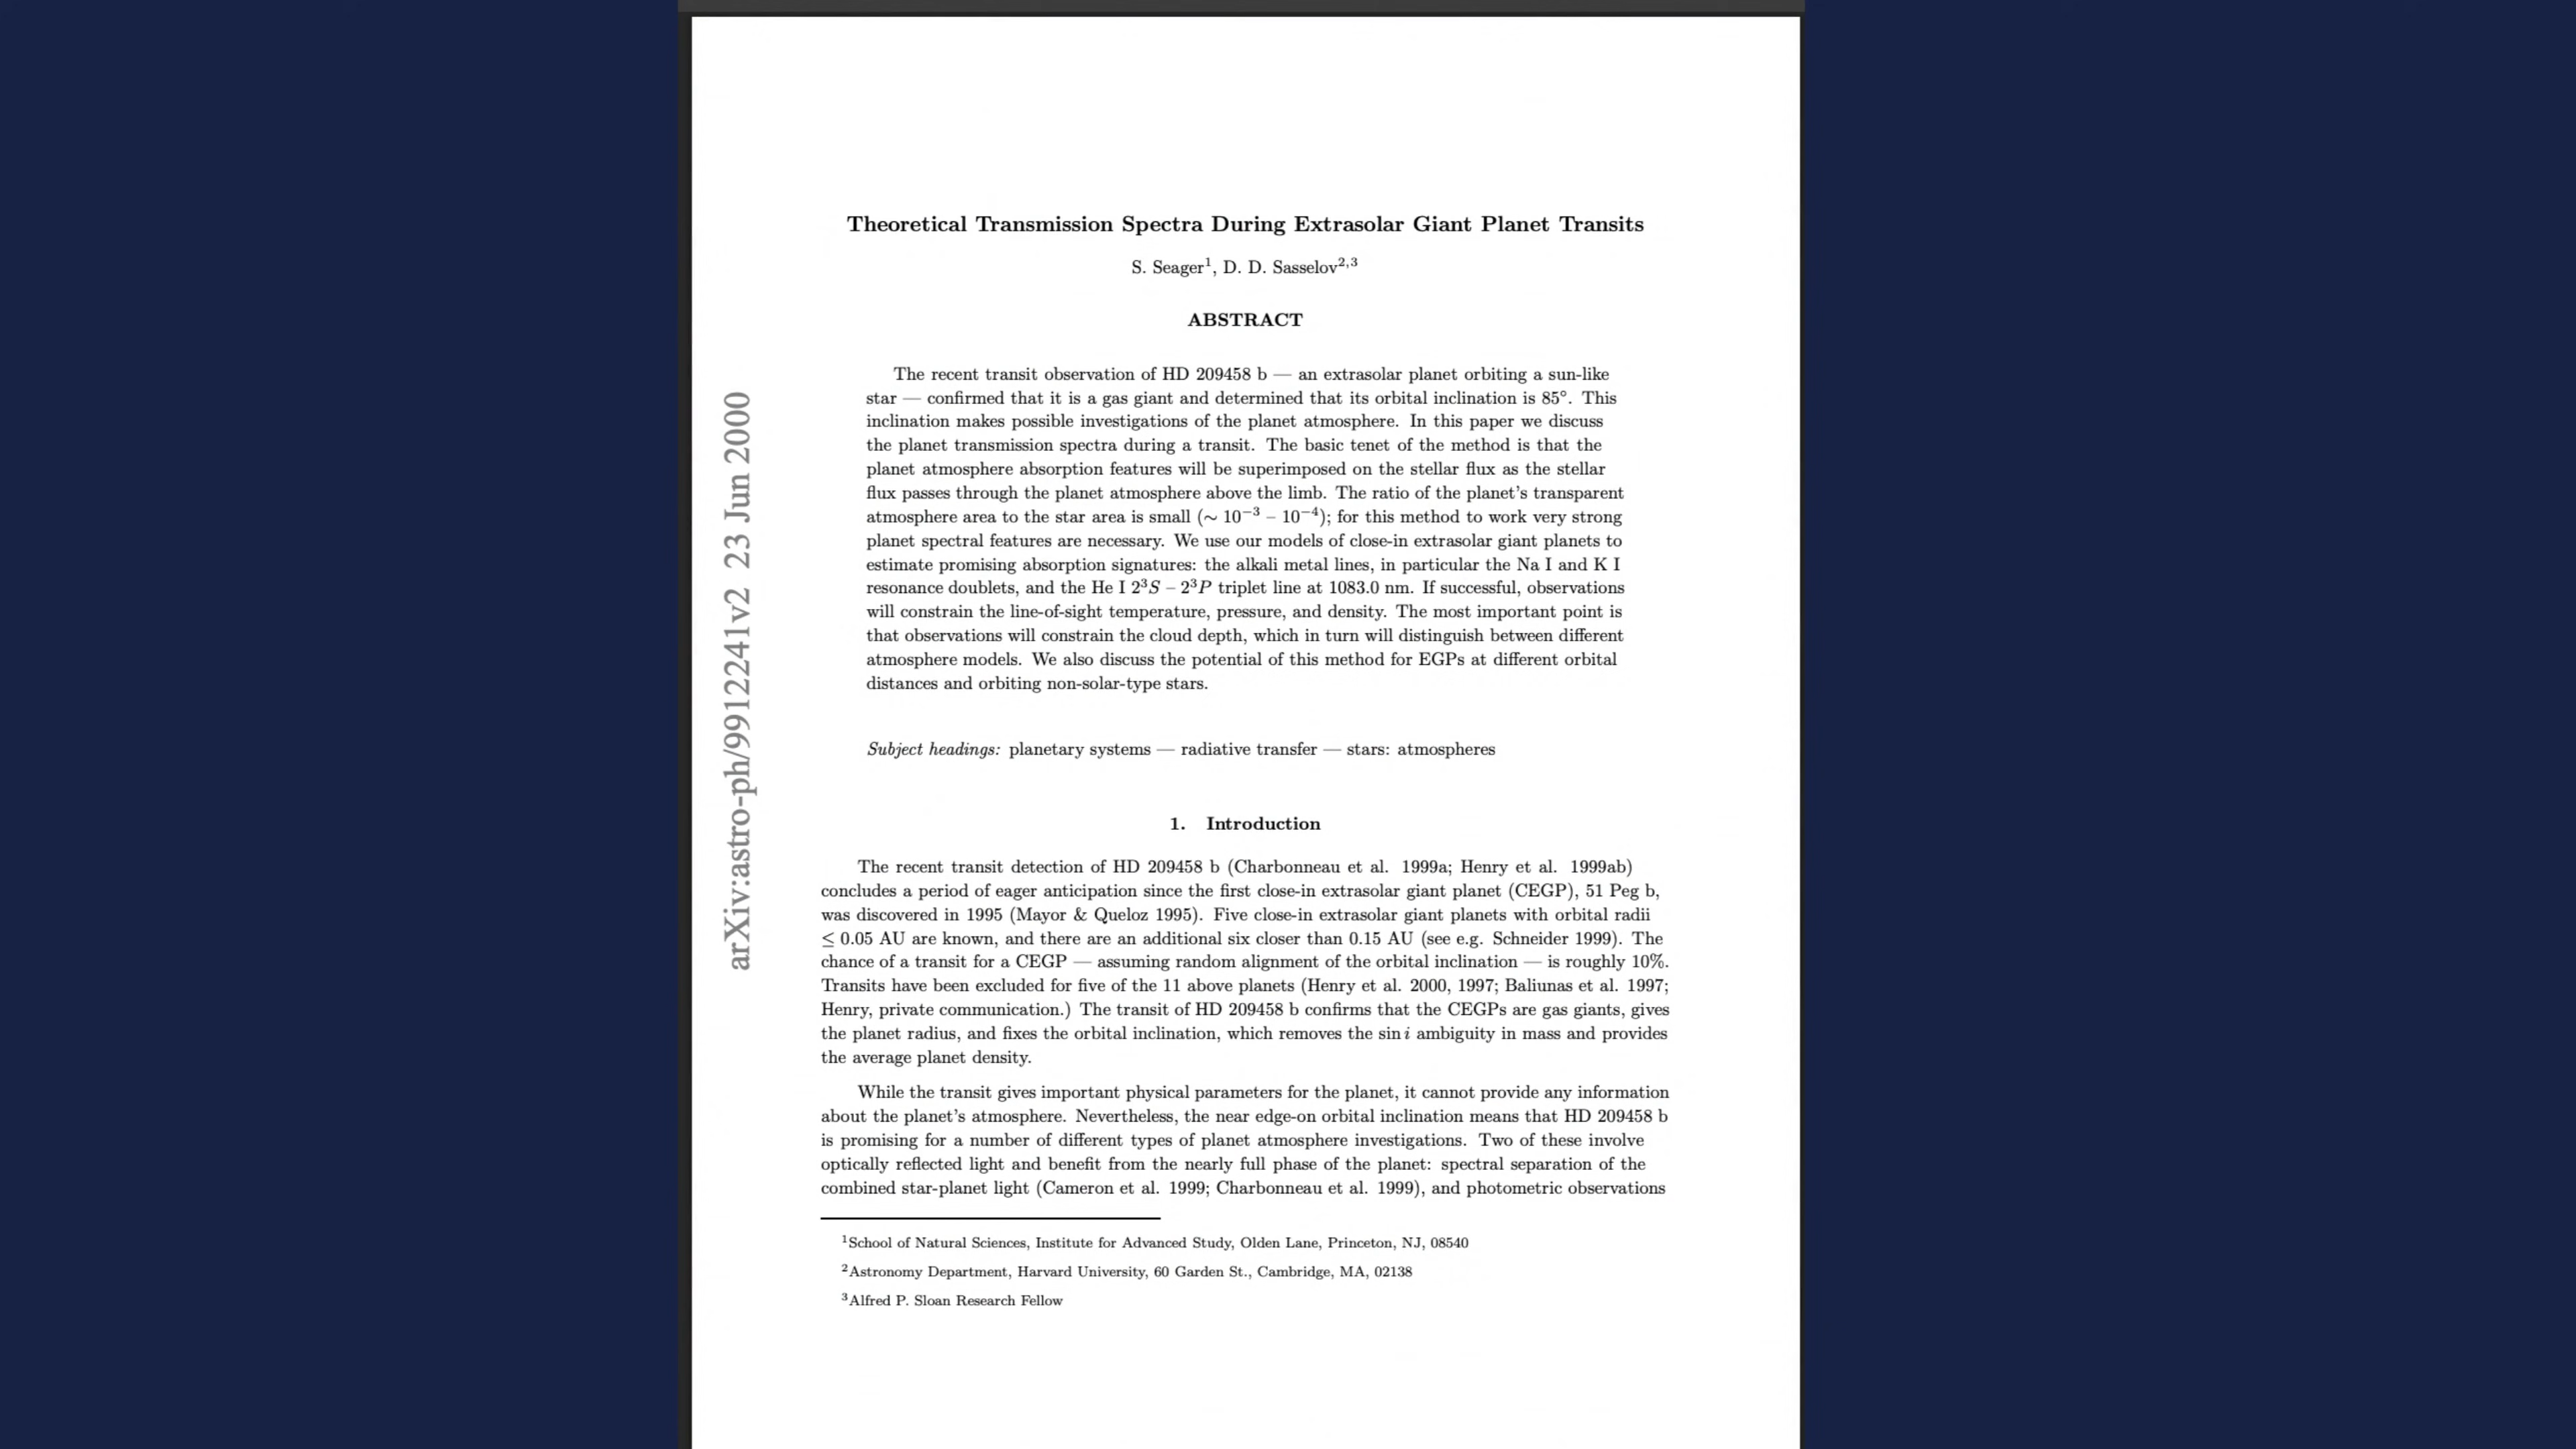 Theoretical Transmission Spectra During Extrasolar Giant Planet Transits
S. Seager¹, D. D. Sasselov²,³
ABSTRACT
The recent transit observation of HD 209458 b — an extrasolar planet orbiting a sun-like
star — confirmed that it is a gas giant and determined that its orbital inclination is 85°. This
inclination makes possible investigations of the planet atmosphere. In this paper we discuss
the planet transmission spectra during a transit. The basic tenet of the method is that the
planet atmosphere absorption features will be superimposed on the stellar flux as the stellar
flux passes through the planet atmosphere above the limb. The ratio of the planet's transparent
atmosphere area to the star area is small (∼ 10⁻³ – 10⁻⁴); for this method to work very strong
planet spectral features are necessary. We use our models of close-in extrasolar giant planets to
estimate promising absorption signatures: the alkali metal lines, in particular the Na I and K I
resonance doublets, and the He I 2³S – 2³P triplet line at 1083.0 nm. If successful, observations
will constrain the line-of-sight temperature, pressure, and density. The most important point is
that observations will constrain the cloud depth, which in turn will distinguish between different
atmosphere models. We also discuss the potential of this method for EGPs at different orbital
distances and orbiting non-solar-type stars.
Subject headings: planetary systems — radiative transfer — stars: atmospheres
1. Introduction
The recent transit detection of HD 209458 b (Charbonneau et al. 1999a; Henry et al. 1999ab)
concludes a period of eager anticipation since the first close-in extrasolar giant planet (CEGP), 51 Peg b,
was discovered in 1995 (Mayor & Queloz 1995). Five close-in extrasolar giant planets with orbital radii
≤ 0.05 AU are known, and there are an additional six closer than 0.15 AU (see e.g. Schneider 1999). The
chance of a transit for a CEGP — assuming random alignment of the orbital inclination — is roughly 10%.
Transits have been excluded for five of the 11 above planets (Henry et al. 2000, 1997; Baliunas et al. 1997;
Henry, private communication.) The transit of HD 209458 b confirms that the CEGPs are gas giants, gives
the planet radius, and fixes the orbital inclination, which removes the sin i ambiguity in mass and provides
the average planet density.
While the transit gives important physical parameters for the planet, it cannot provide any information
about the planet's atmosphere. Nevertheless, the near edge-on orbital inclination means that HD 209458 b
is promising for a number of different types of planet atmosphere investigations. Two of these involve
optically reflected light and benefit from the nearly full phase of the planet: spectral separation of the
combined star-planet light (Cameron et al. 1999; Charbonneau et al. 1999), and photometric observations
¹School of Natural Sciences, Institute for Advanced Study, Olden Lane, Princeton, NJ, 08540
²Astronomy Department, Harvard University, 60 Garden St., Cambridge, MA, 02138
³Alfred P. Sloan Research Fellow
arXiv:astro-ph/9912241v2 23 Jun 2000